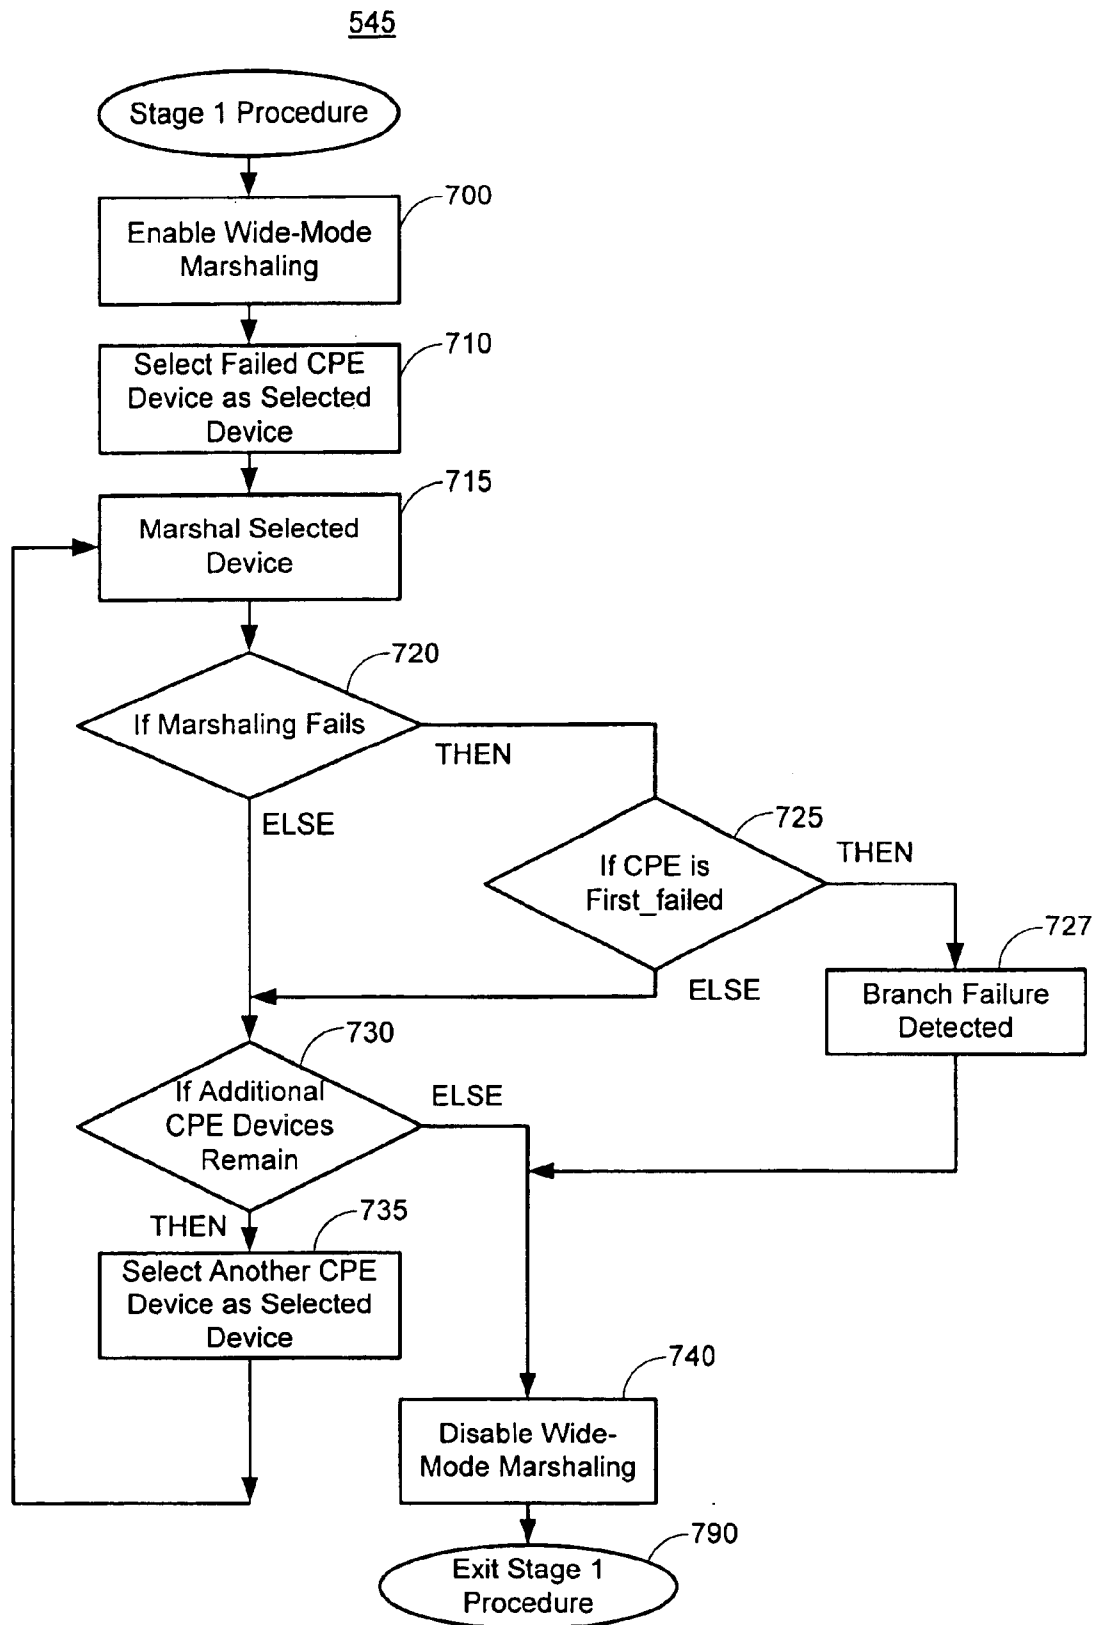 545
Stage 1 Procedure
700
Enable Wide-Mode
Marshaling
710
Select Failed CPE
Device as Selected
Device
715
Marshal Selected
Device
720
If Marshaling Fails
THEN
ELSE
725
If CPE is
First_failed
THEN
ELSE
727
Branch Failure
Detected
730
If Additional
CPE Devices
Remain
ELSE
THEN
735
Select Another CPE
Device as Selected
Device
740
Disable Wide-
Mode Marshaling
790
Exit Stage 1
Procedure